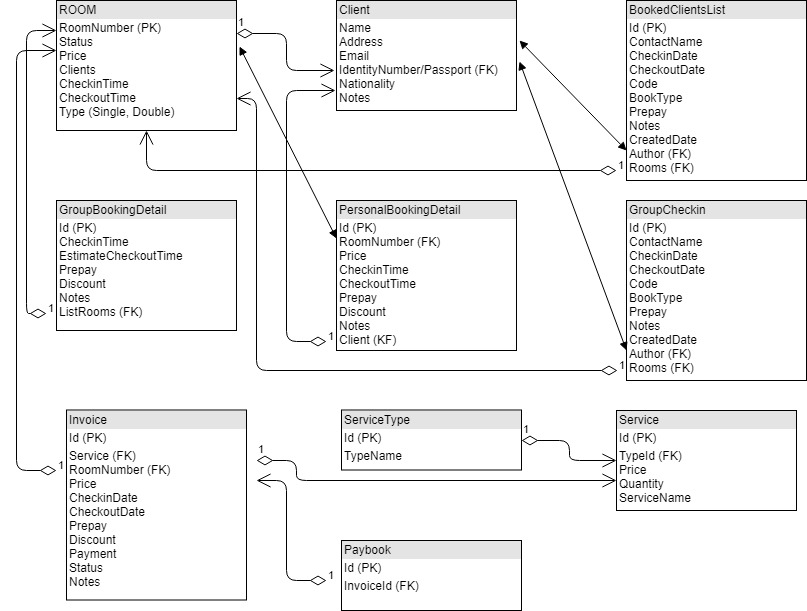 ROOM
RoomNumber (PK)
Status
Price
Clients
CheckinTime
CheckoutTime
Type (Single, Double)
1
Client
Name
Address
Email
IdentityNumber/Passport (FK)
Nationality
Notes
BookedClientsList
Id (PK)
ContactName
CheckinDate
CheckoutDate
Code
BookType
Prepay
Notes
CreatedDate
Author (FK)
1
Rooms (FK)
GroupBookingDetail
Id (PK)
CheckinTime
EstimateCheckoutTime
Prepay
Discount
Notes
1
ListRooms (FK)
PersonalBookingDetail
Id (PK)
RoomNumber (FK)
Price
CheckinTime
CheckoutTime
Prepay
Discount
Notes
1
Client (KF)
GroupCheckin
Id (PK)
ContactName
CheckinDate
CheckoutDate
Code
BookType
Prepay
Notes
CreatedDate
Author (FK)
1
Rooms (FK)
Invoice
Id (PK)
Service (FK)
1
RoomNumber (FK)
Price
CheckinDate
CheckoutDate
Prepay
Discount
Payment
Status
Notes
1
ServiceType
Id (PK)
TypeName
1
Service
Id (PK)
TypeId (FK)
Price
Quantity
ServiceName
Paybook
Id (PK)
1
InvoiceId (FK)